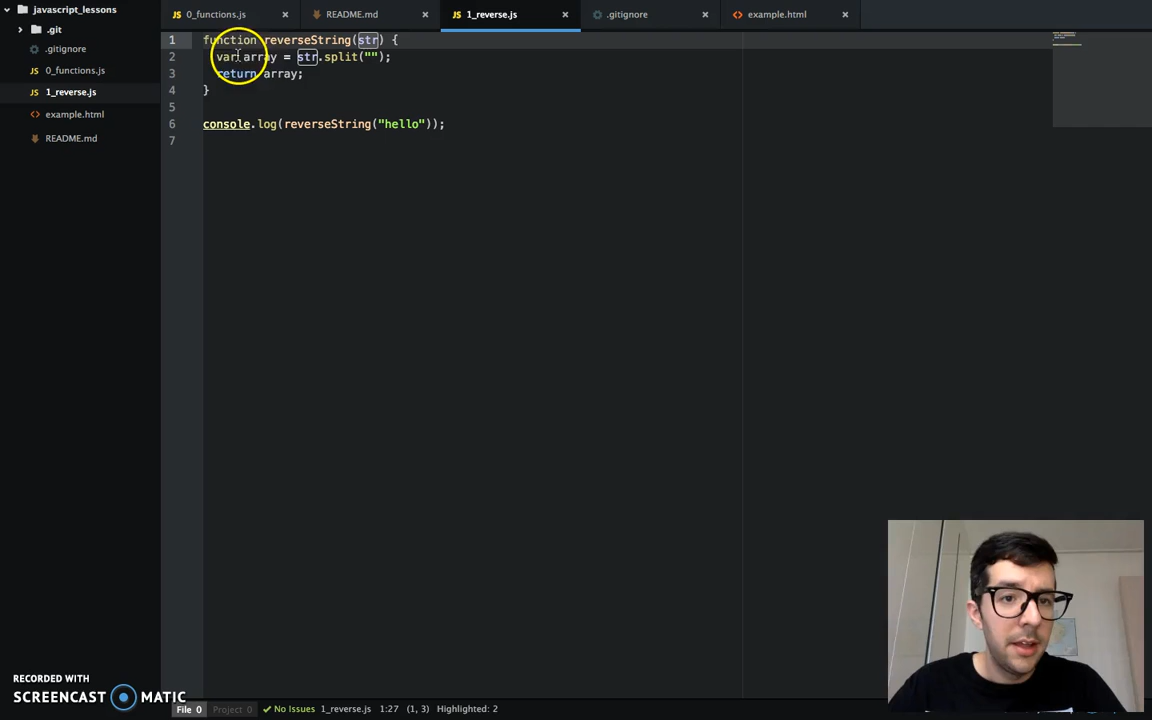 javascript_lessons
.git
.gitignore
0_functions.js
1_reverse.js
example.html
README.md
0_functions.js
README.md
1_reverse.js
.gitignore
example.html
1 function reverseString(str) {
2 var array = str.split("");
3 return array;
4 }
5
6 console.log(reverseString("hello"));
7
RECORDED WITH
SCREENCAST MATIC
File 0 Project 0 No Issues 1_reverse.js 1:27 (1, 3) Highlighted: 2